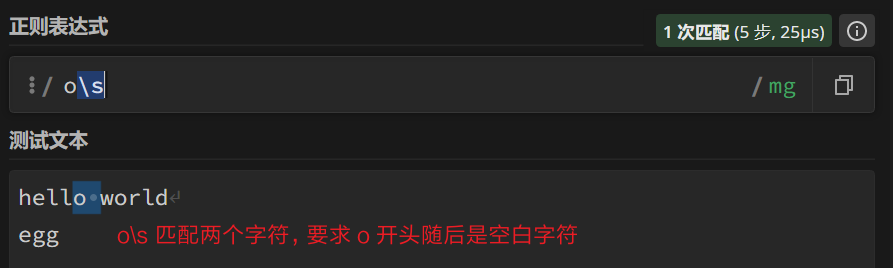 正则表达式
1 次匹配 (5 步, 25μs)
/ o\s / mg
测试文本
hello·world↵
egg o\s 匹配两个字符，要求 o 开头随后是空白字符